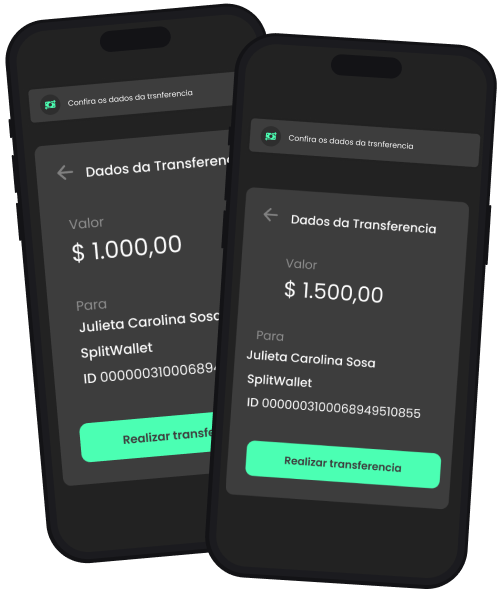 Confira os dados da trsnferencia
Dados da Transferenc
Valor
$ 1.000,00
Para
Julieta Carolina Sosa
SplitWallet
ID 00000031000689
Realizar transfe
Confira os dados da trsnferencia
Dados da Transferencia
Valor
$ 1.500,00
Para
Julieta Carolina Sosa
SplitWallet
ID 0000003100068949510855
Realizar transferencia